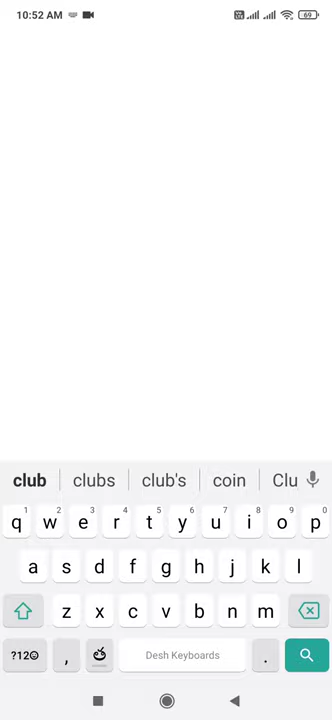 10:52 AM 69
club clubs club's coin Clu
1 2 3 4 5 6 7 8 9 0
q w e r t y u i o p
a s d f g h j k l
z x c v b n m
?12☺ , Desh Keyboards .